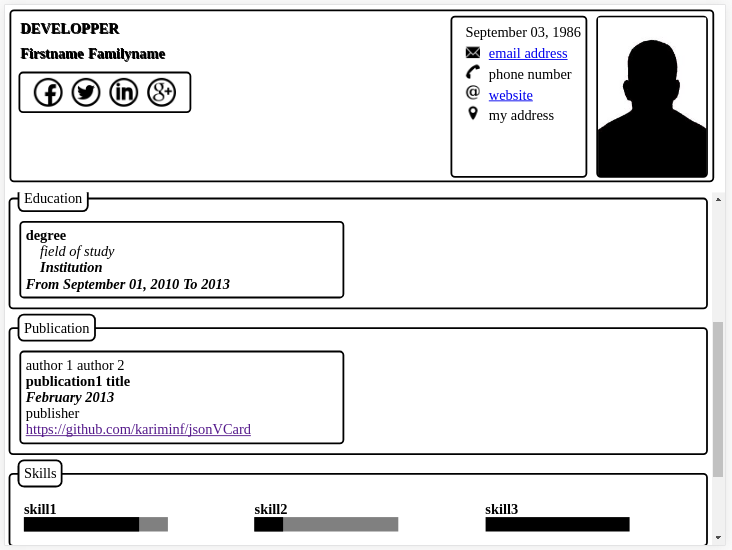 DEVELOPPER
Firstname Familyname
September 03, 1986
email address
phone number
website
my address
Education
degree
field of study
Institution
From September 01, 2010 To 2013
Publication
author 1 author 2
publication1 title
February 2013
publisher
https://github.com/kariminf/jsonVCard
Skills
skill1 skill2 skill3